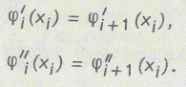 φ′ᵢ(xᵢ) = φ′ᵢ₊₁(xᵢ),
φ″ᵢ(xᵢ) = φ″ᵢ₊₁(xᵢ).